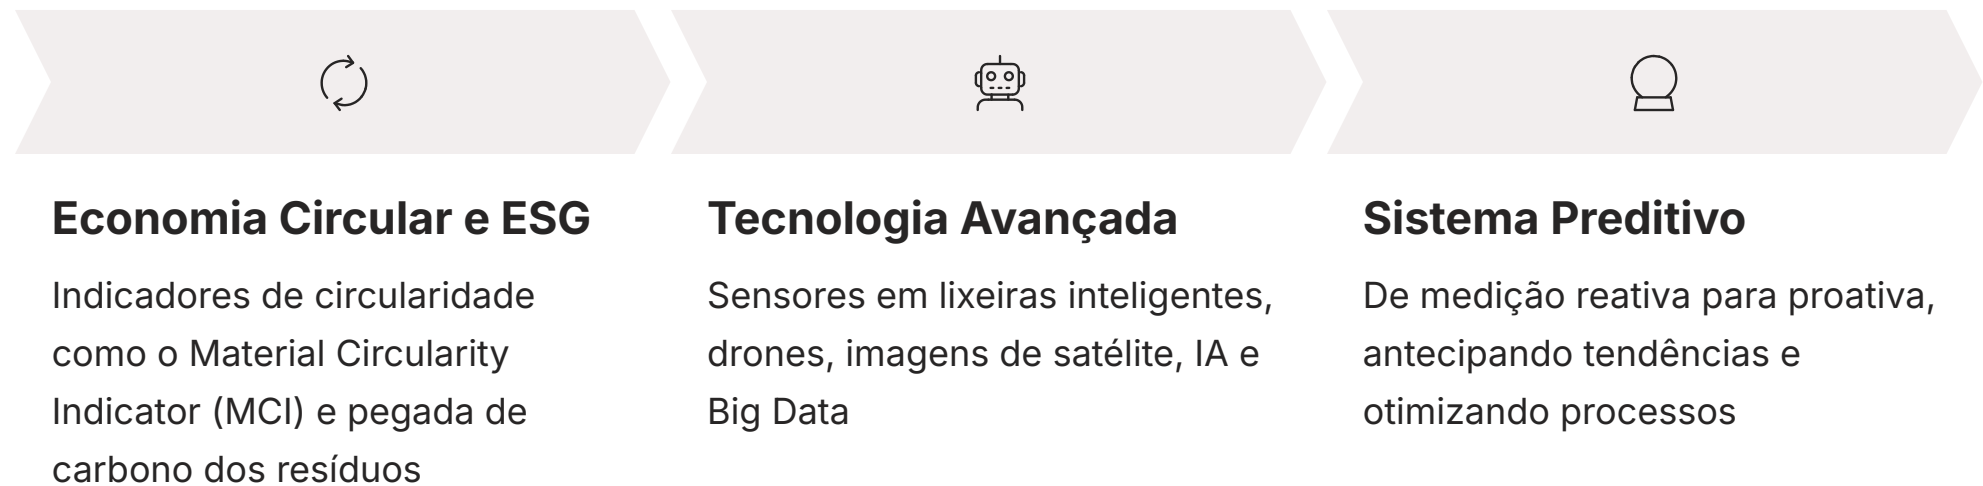 Economia Circular e ESG
Indicadores de circularidade
como o Material Circularity
Indicator (MCI) e pegada de
carbono dos resíduos
Tecnologia Avançada
Sensores em lixeiras inteligentes,
drones, imagens de satélite, IA e
Big Data
Sistema Preditivo
De medição reativa para proativa,
antecipando tendências e
otimizando processos